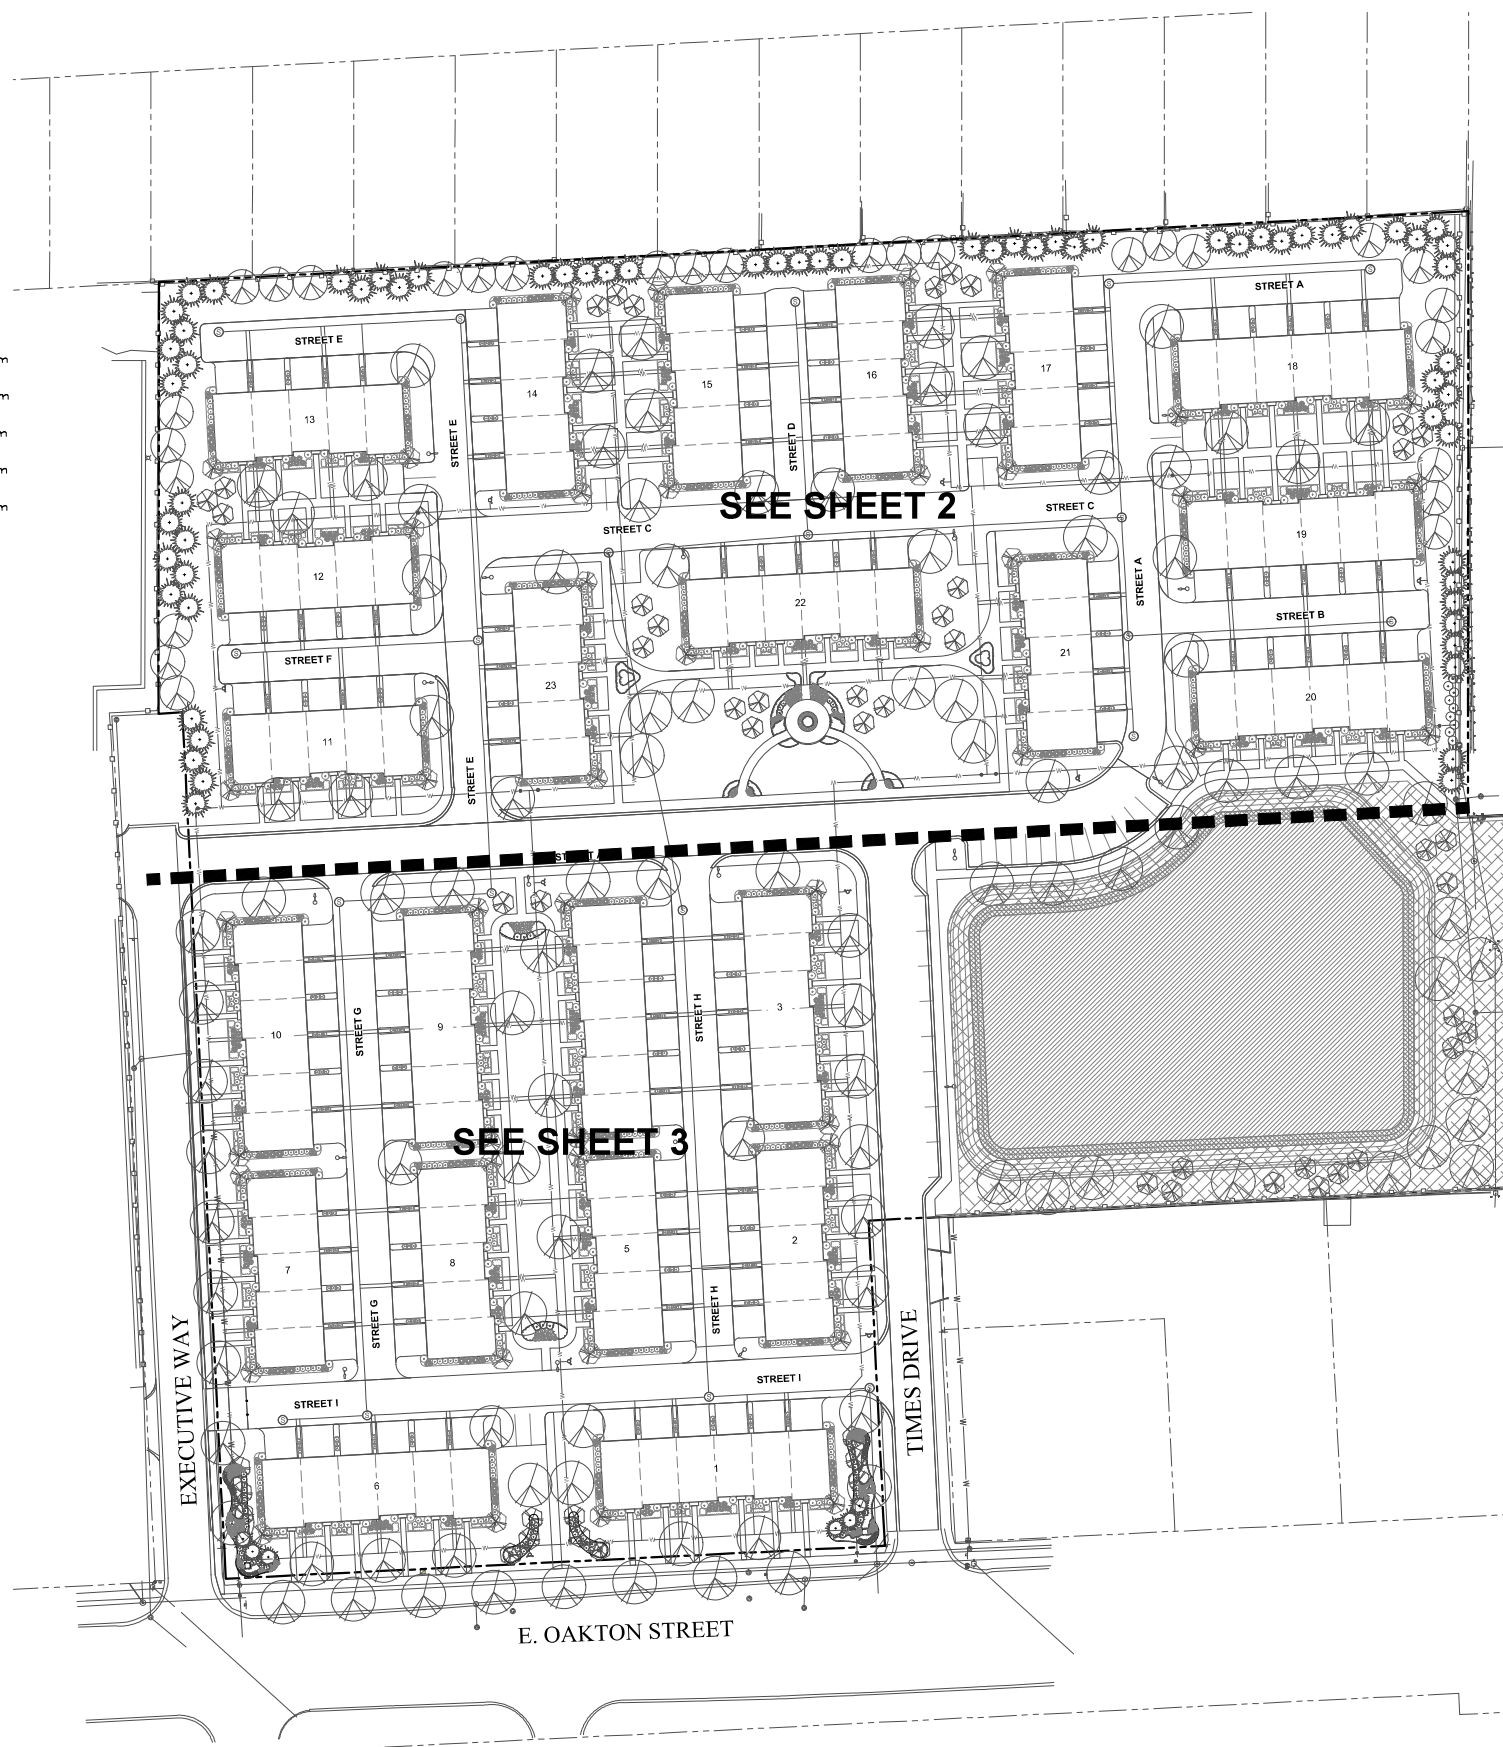 STREET A
STREET E
18
16
17
15
14
13
STREET E
STREET D
SEE SHEET 2
STREET C
STREET C
19
12
STREET A
22
STREET B
STREET F
21
23
20
11
STREET E
10
STREET G
9
STREET H
3
SEE SHEET 3
2
5
8
7
STREET G
STREET H
EXECUTIVE WAY
TIMES DRIVE
STREET I
STREET I
1
6
E. OAKTON STREET